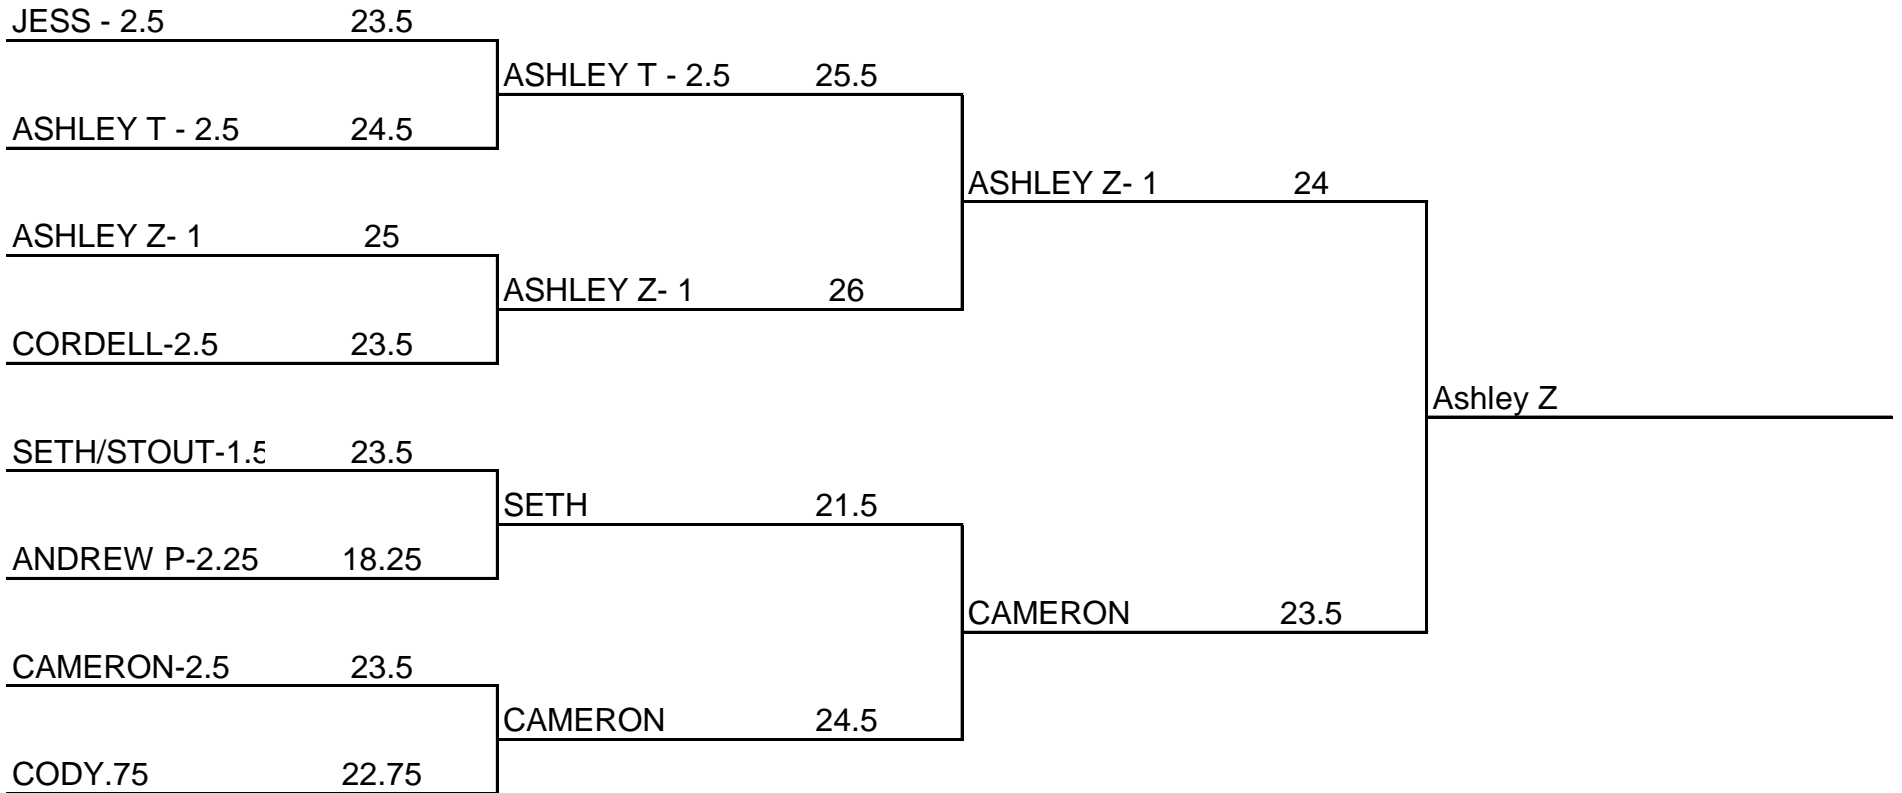 JESS - 2.5 23.5
ASHLEY T - 2.5 25.5
ASHLEY T - 2.5 24.5
ASHLEY Z- 1 24
ASHLEY Z- 1 25
ASHLEY Z- 1 26
CORDELL-2.5 23.5
Ashley Z
SETH/STOUT-1.5 23.5
SETH 21.5
ANDREW P-2.25 18.25
CAMERON 23.5
CAMERON-2.5 23.5
CAMERON 24.5
CODY.75 22.75